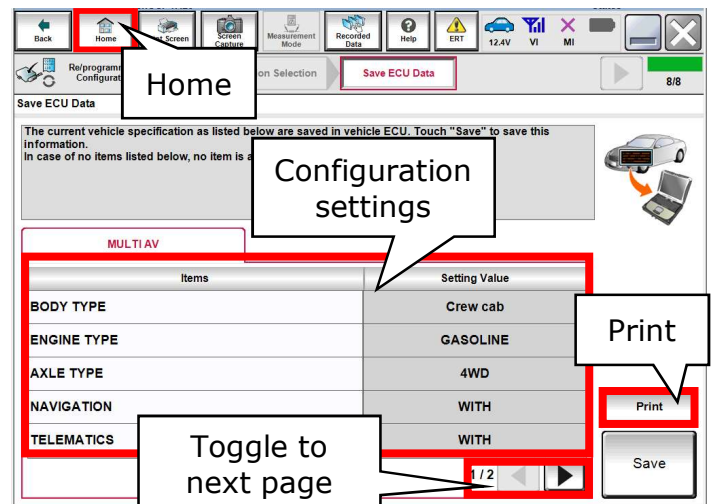 Back
Home
Screen
Screen Capture
Measurement Mode
Recorded Data
Help
ERT
12.4V
VI
MI
Home
Selection
Save ECU Data
8/8
Save ECU Data
The current vehicle specification as listed below are saved in vehicle ECU. Touch "Save" to save this
information.
In case of no items listed below, no item is
Configuration
settings
MULTI AV
Items
Setting Value
BODY TYPE
Crew cab
ENGINE TYPE
GASOLINE
Print
AXLE TYPE
4WD
NAVIGATION
WITH
Print
TELEMATICS
WITH
Toggle to
next page
1 / 2
Save